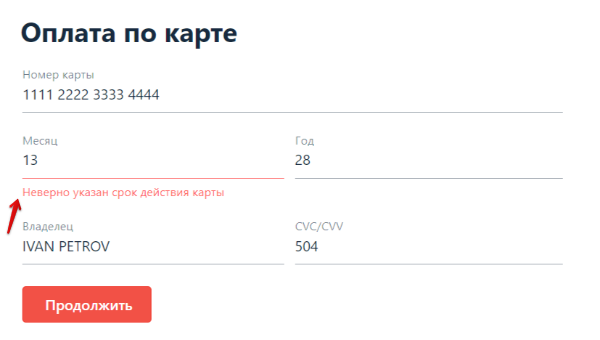 Оплата по карте
Номер карты
1111 2222 3333 4444
Месяц
Год
13
28
Неверно указан срок действия карты
Владелец
CVC/CVV
IVAN PETROV
504
Продолжить